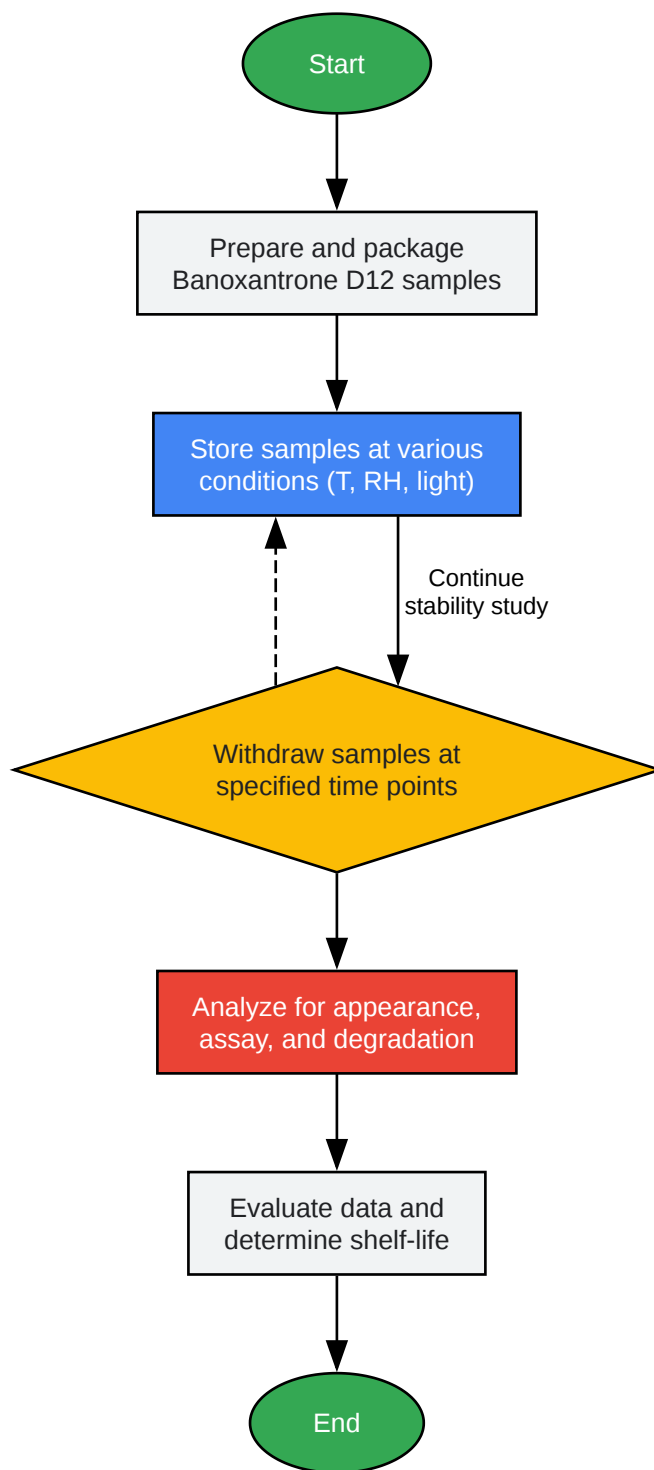 Start
Prepare and package
Banoxantrone D12 samples
Store samples at various
conditions (T, RH, light)
Continue
stability study
Withdraw samples at
specified time points
Analyze for appearance,
assay, and degradation
Evaluate data and
determine shelf-life
End